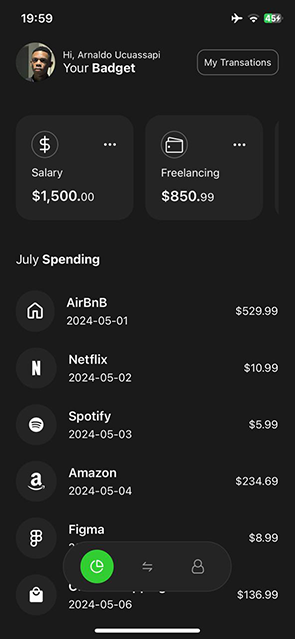 19:59
45
Hi, Arnaldo Ucuassapi
Your Badget
My Transations
Salary
$1,500.00
Freelancing
$850.99
July Spending
AirBnB
2024-05-01
$529.99
Netflix
2024-05-02
$10.99
Spotify
2024-05-03
$5.99
Amazon
2024-05-04
$234.69
Figma
$8.99
2024-05-06
$136.99